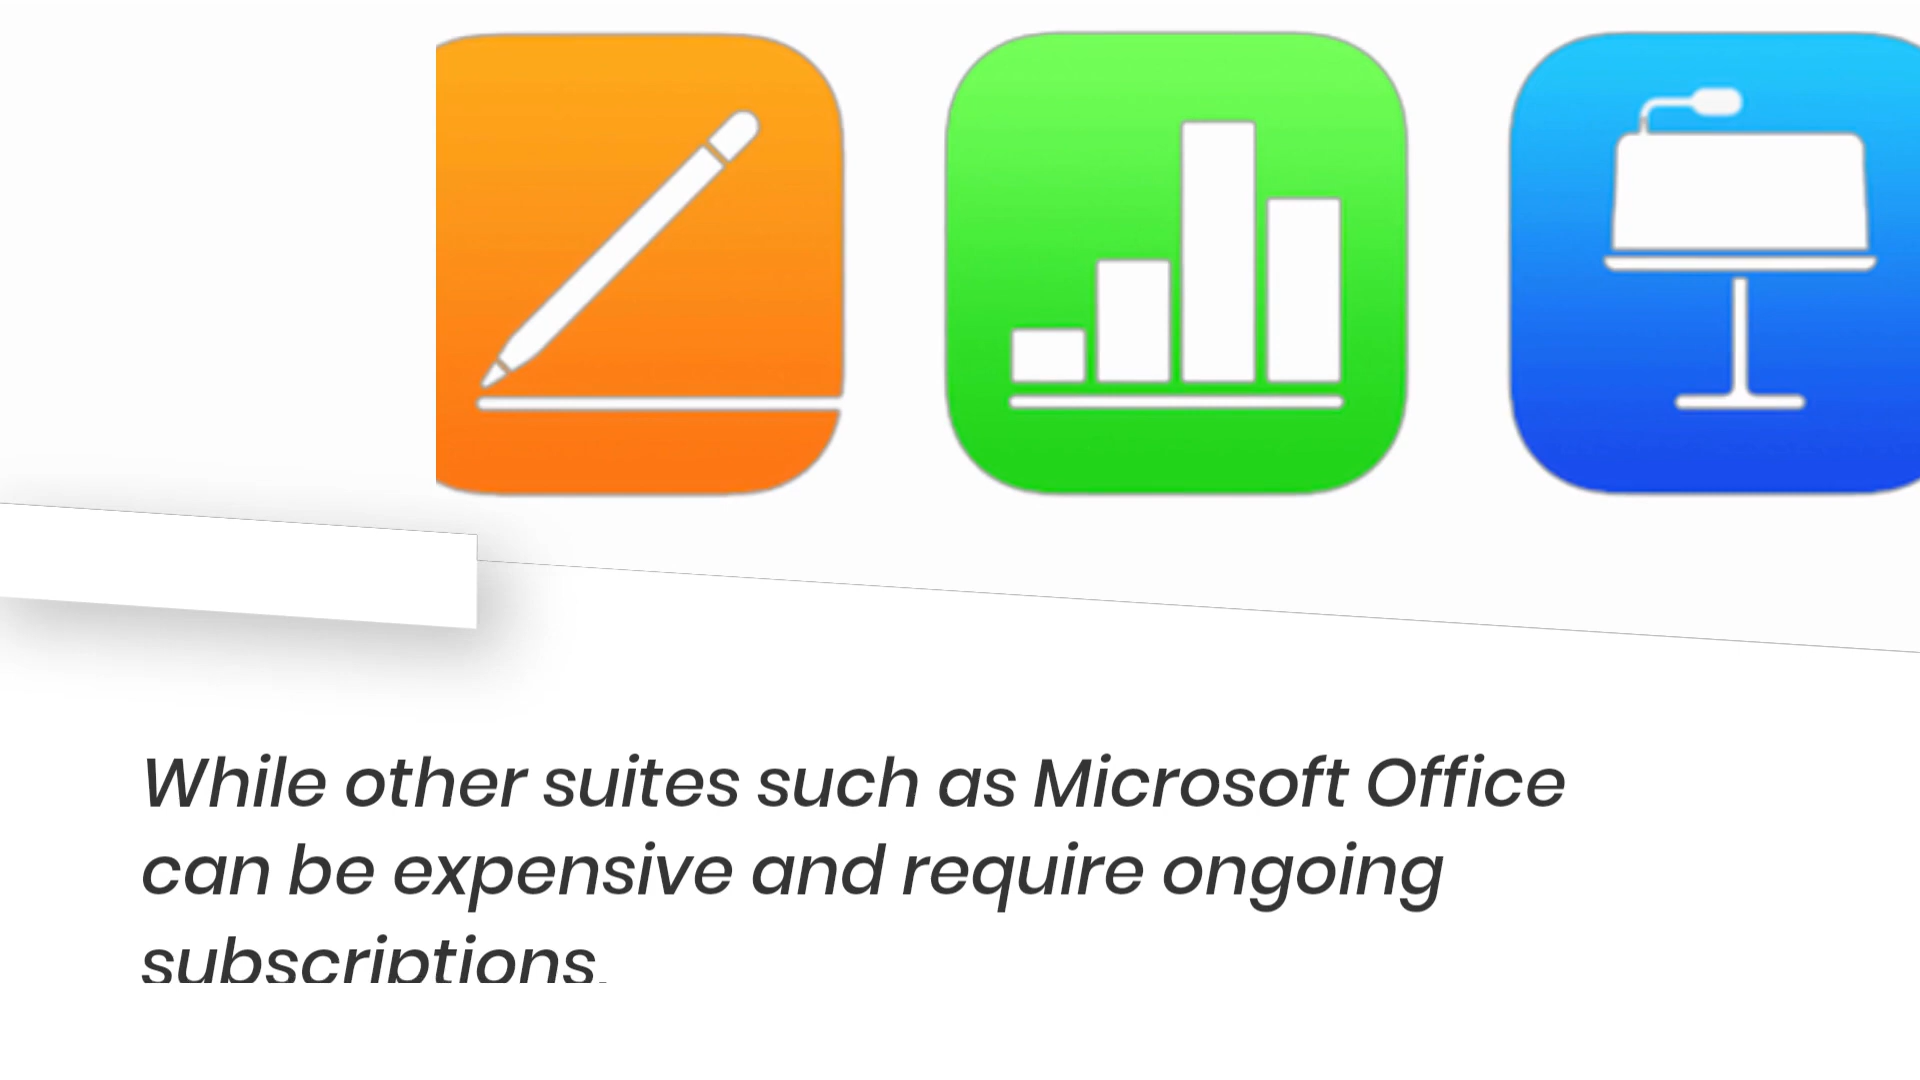 While other suites such as Microsoft Office
can be expensive and require ongoing
subscriptions.